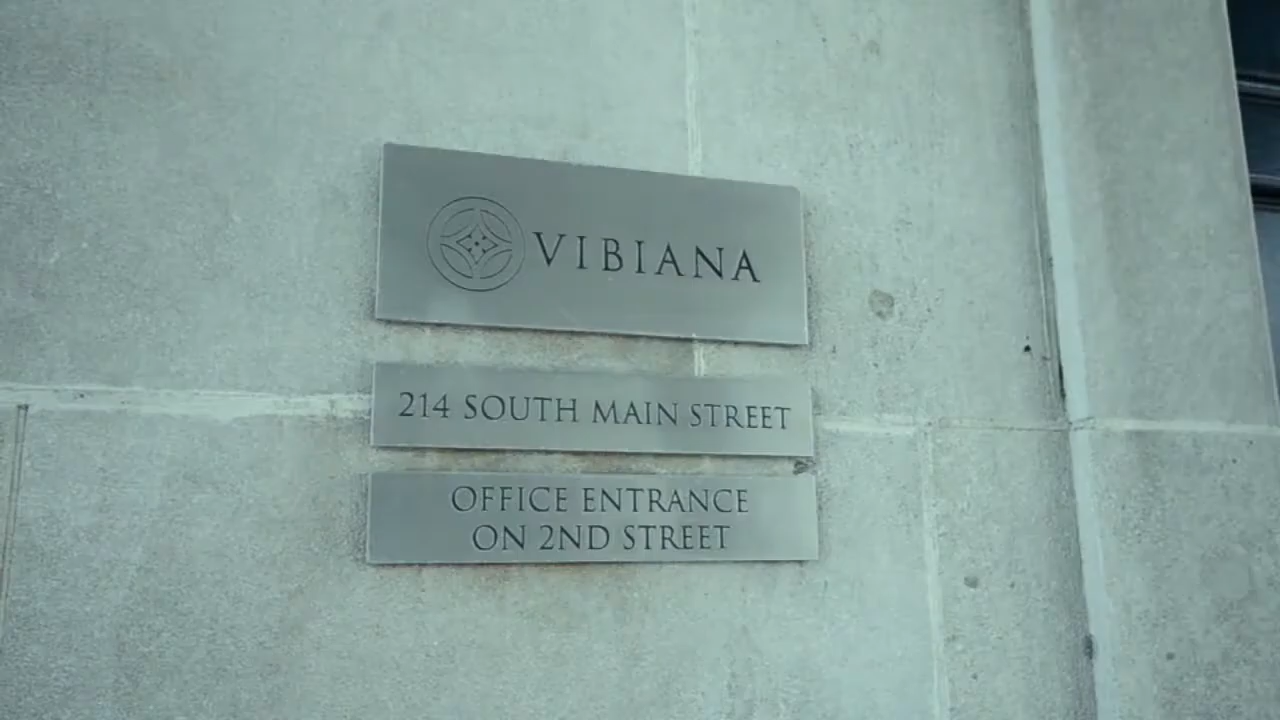 VIBIANA
214 SOUTH MAIN STREET
OFFICE ENTRANCE
ON 2ND STREET